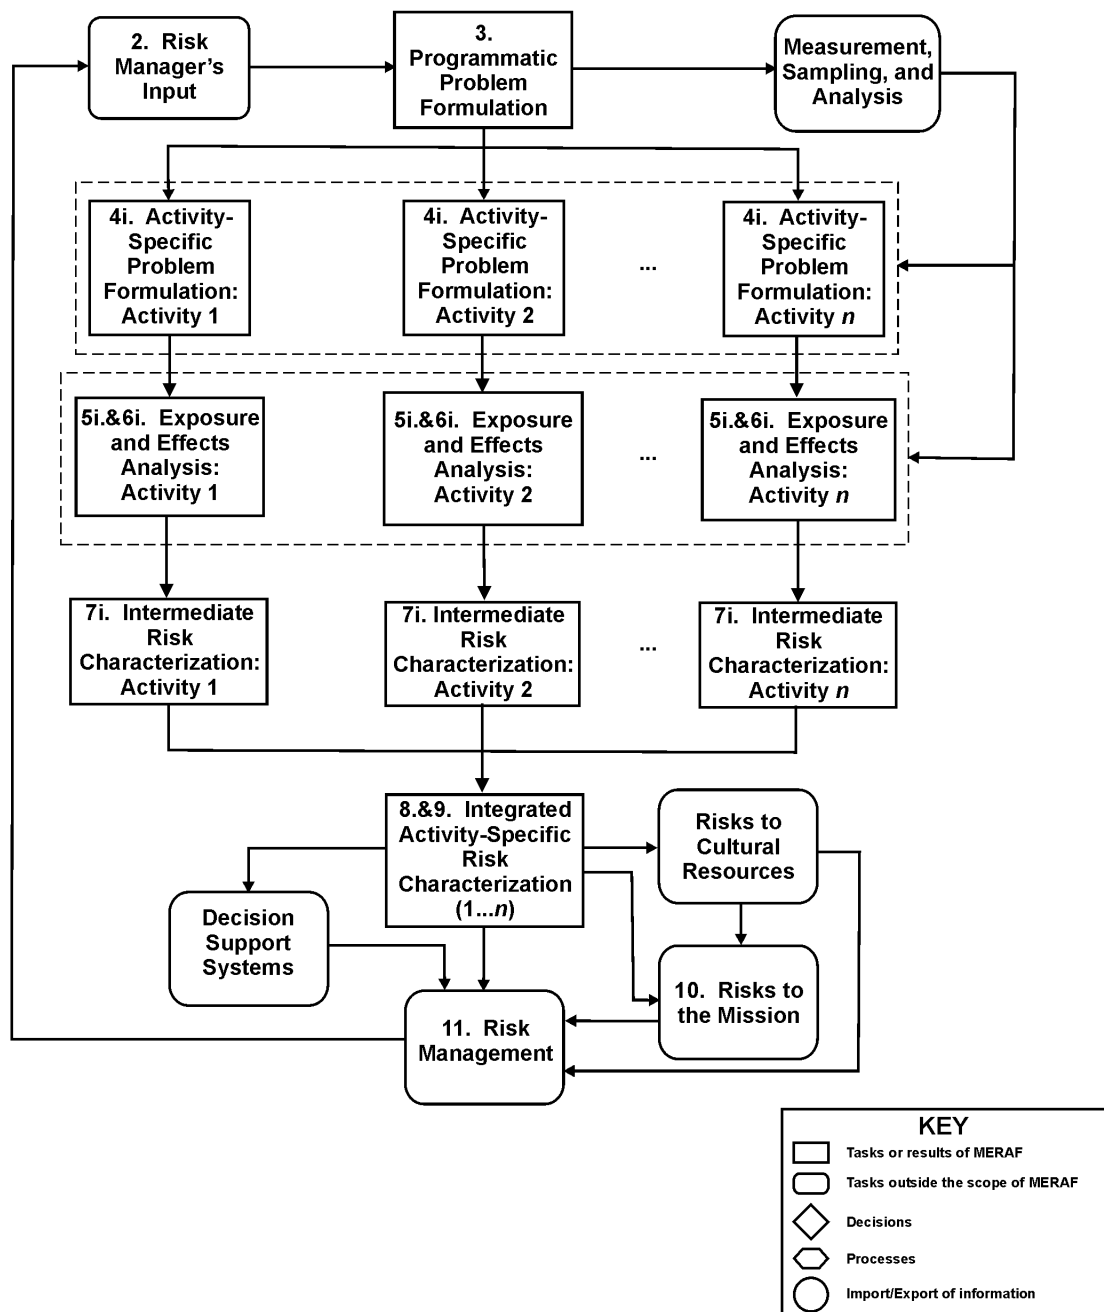 2. Risk
Manager's
Input
3.
Programmatic
Problem
Formulation
Measurement,
Sampling, and
Analysis
4i. Activity-
Specific
Problem
Formulation:
Activity 1
4i. Activity-
Specific
Problem
Formulation:
Activity 2
...
4i. Activity-
Specific
Problem
Formulation:
Activity n
5i.&6i. Exposure
and Effects
Analysis:
Activity 1
5i.&6i. Exposure
and Effects
Analysis:
Activity 2
...
5i.&6i. Exposure
and Effects
Analysis:
Activity n
7i. Intermediate
Risk
Characterization:
Activity 1
7i. Intermediate
Risk
Characterization:
Activity 2
...
7i. Intermediate
Risk
Characterization:
Activity n
8.&9. Integrated
Activity-Specific
Risk
Characterization
(1...n)
Risks to
Cultural
Resources
Decision
Support
Systems
10. Risks to
the Mission
11. Risk
Management
KEY
Tasks or results of MERAF
Tasks outside the scope of MERAF
Decisions
Processes
Import/Export of information